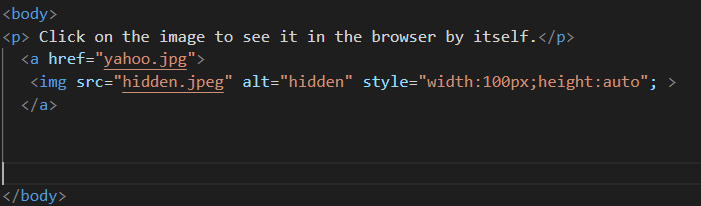 <body>
<p> Click on the image to see it in the browser by itself.</p>
<a href="yahoo.jpg">
<img src="hidden.jpeg" alt="hidden" style="width:100px;height:auto"; >
</a>
</body>